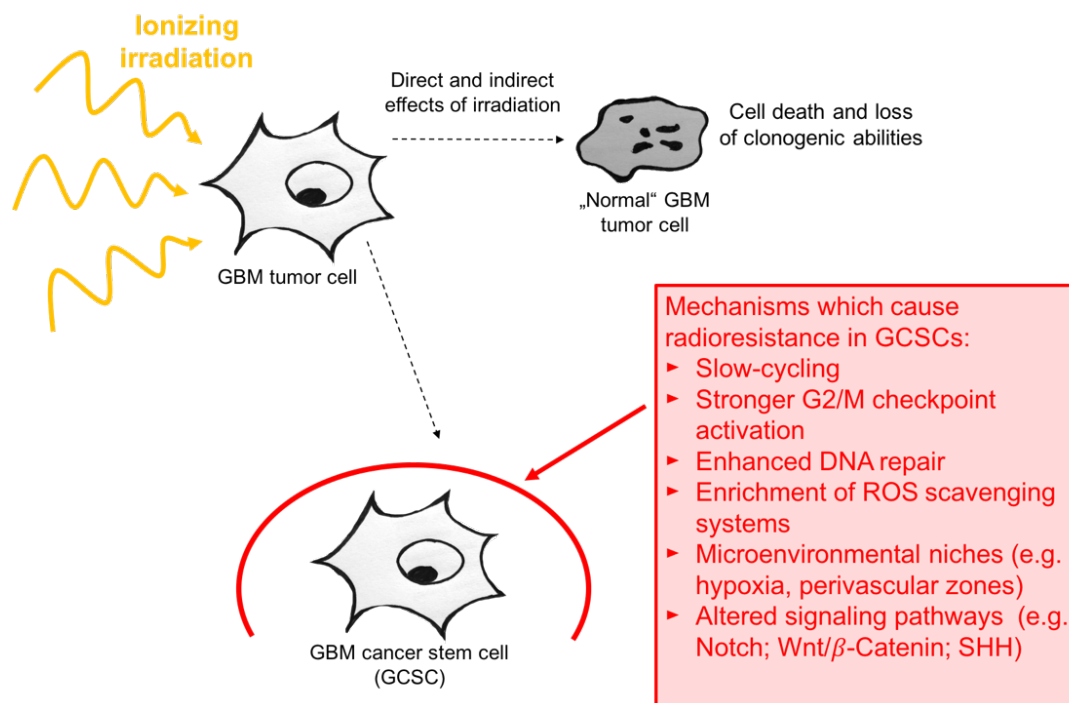 Ionizing
irradiation
Direct and indirect
effects of irradiation
Cell death and loss
of clonogenic abilities
„Normal“ GBM
tumor cell
GBM tumor cell
Mechanisms which cause
radioresistance in GCSCs:
► Slow-cycling
► Stronger G2/M checkpoint
activation
► Enhanced DNA repair
► Enrichment of ROS scavenging
systems
► Microenvironmental niches (e.g.
hypoxia, perivascular zones)
► Altered signaling pathways (e.g.
Notch; Wnt/β-Catenin; SHH)
GBM cancer stem cell
(GCSC)